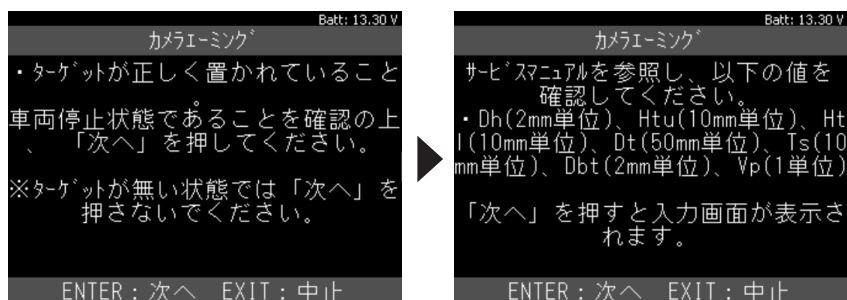 Batt: 13.30 V
カメラエーミング
・ターゲットが正しく置かれていること
。
車両停止状態であることを確認の上
、 「次へ」を押してください。
※ターゲットが無い状態では「次へ」を
押さないでください。
ENTER：次へ EXIT：中止
Batt: 13.30 V
カメラエーミング
サービスマニュアルを参照し、以下の値を
確認してください。
・Dh(2mm単位)、Htu(10mm単位)、Ht
l(10mm単位)、Dt(50mm単位)、Ts(10
mm単位)、Dbt(2mm単位)、Vp(1単位)
「次へ」を押すと入力画面が表示さ
れます。
ENTER：次へ EXIT：中止